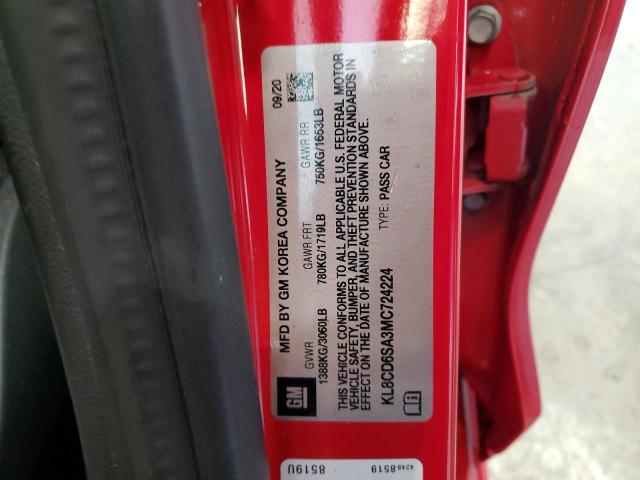 09/20
MFD BY GM KOREA COMPANY
GVWR GAWR FRT GAWR RR
1388KG/3060LB 780KG/1719LB 750KG/1653LB
THIS VEHICLE CONFORMS TO ALL APPLICABLE U.S. FEDERAL MOTOR
VEHICLE SAFETY, BUMPER, AND THEFT PREVENTION STANDARDS IN
EFFECT ON THE DATE OF MANUFACTURE SHOWN ABOVE.
KL8CD6SA3MC724224 TYPE: PASS CAR
GM
4248 8519
8519U